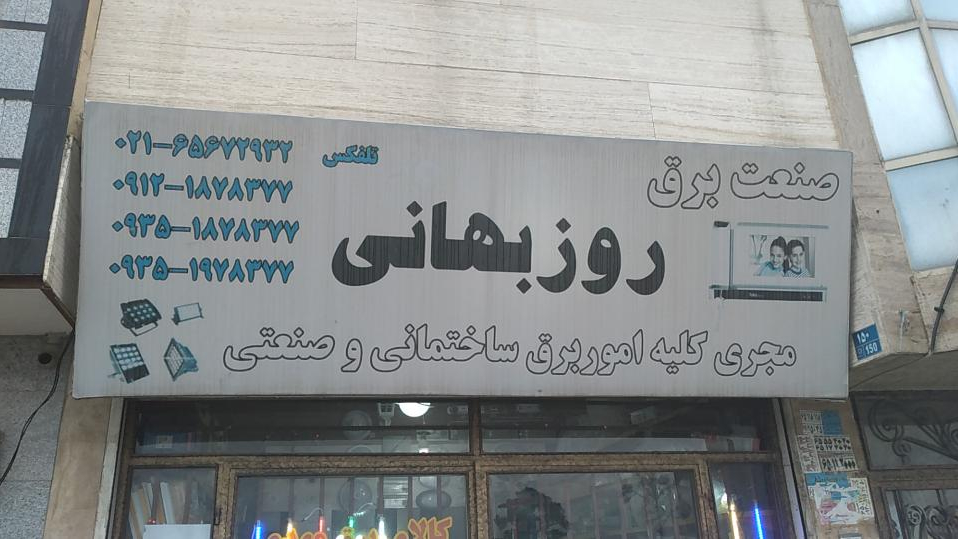 صنعت برق
روزبهانی
مجری کلیه امور برق ساختمانی و صنعتی
تلفکس
۰۲۱-۶۵۶۷۲۹۳۲
۰۹۱۲-۱۸۷۸۳۷۷
۰۹۳۵-۱۸۷۸۳۷۷
۰۹۳۵-۱۹۷۸۳۷۷
۱۵۰
150
کالای